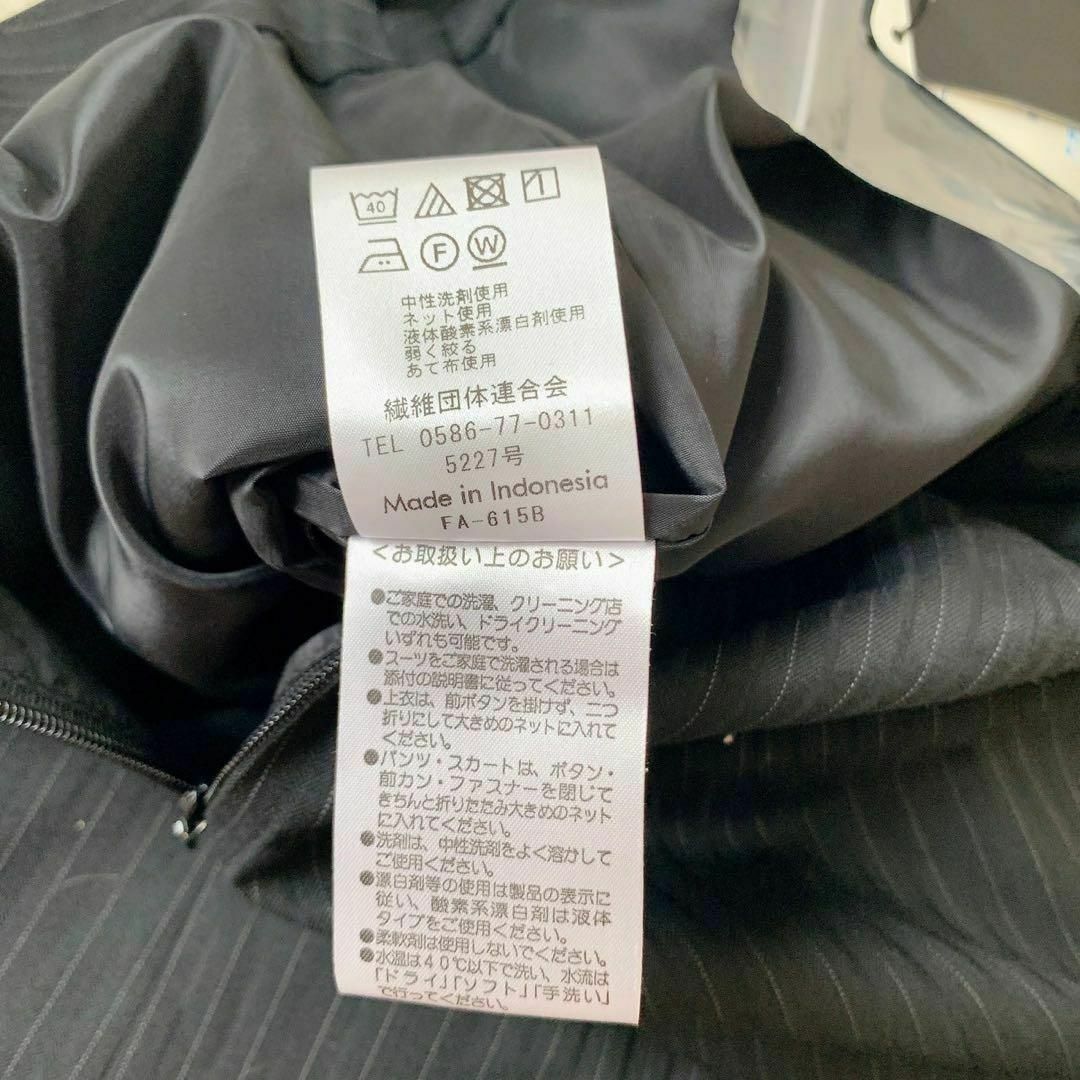 40
F
W
中性洗剤使用
ネット使用
液体酸素系漂白剤使用
弱く絞る
あて布使用
繊維団体連合会
TEL 0586-77-0311
5227号
Made in Indonesia
FA-615B
<お取扱い上のお願い>
●ご家庭での洗濯、クリーニング店
での水洗い、ドライクリーニング
いずれも可能です。
●スーツをご家庭で洗濯される場合は
添付の説明書に従ってください。
●上衣は、前ボタンを掛けず、二つ
折りにして大きめのネットに入れて
ください。
●パンツ・スカートは、ボタン・
前カン・ファスナーを閉じて
きちんと折りたたみ大きめのネット
に入れてください。
●洗剤は、中性洗剤をよく溶かして
ご使用ください。
●漂白剤等の使用は製品の表示に
従い、酸素系漂白剤は液体
タイプをご使用ください。
●柔軟剤は使用しないでください。
●水温は40℃以下で洗い、水流は
「ドライ」「ソフト」「手洗い」
で行ってください。